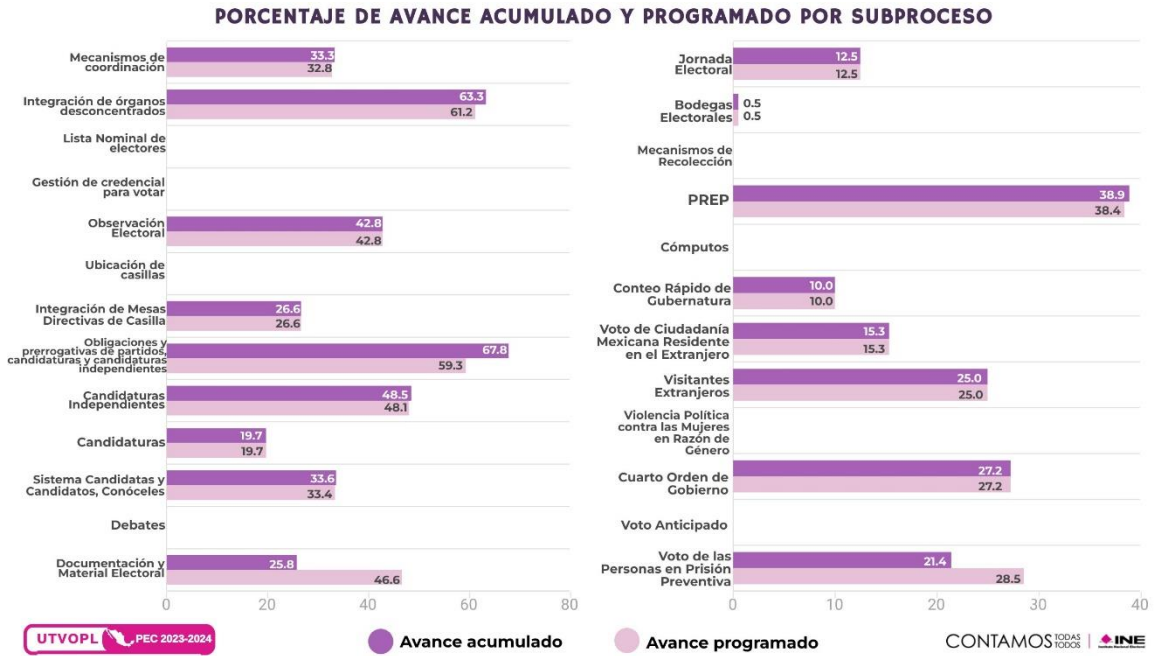 PORCENTAJE DE AVANCE ACUMULADO Y PROGRAMADO POR SUBPROCESO
Mecanismos de
coordinación
33.3
32.8
Integración de órganos
desconcentrados
63.3
61.2
Lista Nominal de
electores
Gestión de credencial
para votar
Observación
Electoral
42.8
42.8
Ubicación de
casillas
Integración de Mesas
Directivas de Casilla
26.6
26.6
Obligaciones y
prerrogativas de partidos,
candidaturas y candidaturas
independientes
67.8
59.3
Candidaturas
Independientes
48.5
48.1
Candidaturas
19.7
19.7
Sistema Candidatas y
Candidatos, Conóceles
33.6
33.4
Debates
Documentación y
Material Electoral
25.8
46.6
0 20 40 60 80
Jornada
Electoral
12.5
12.5
Bodegas
Electorales
0.5
0.5
Mecanismos de
Recolección
PREP
38.9
38.4
Cómputos
Conteo Rápido de
Gubernatura
10.0
10.0
Voto de Ciudadanía
Mexicana Residente
en el Extranjero
15.3
15.3
Visitantes
Extranjeros
25.0
25.0
Violencia Política
contra las Mujeres
en Razón de
Género
Cuarto Orden de
Gobierno
27.2
27.2
Voto Anticipado
Voto de las
Personas en Prisión
Preventiva
21.4
28.5
0 10 20 30 40
UTVOPL PEC 2023-2024
Avance acumulado
Avance programado
CONTAMOS TODAS
TODOS
INE
Instituto Nacional Electoral